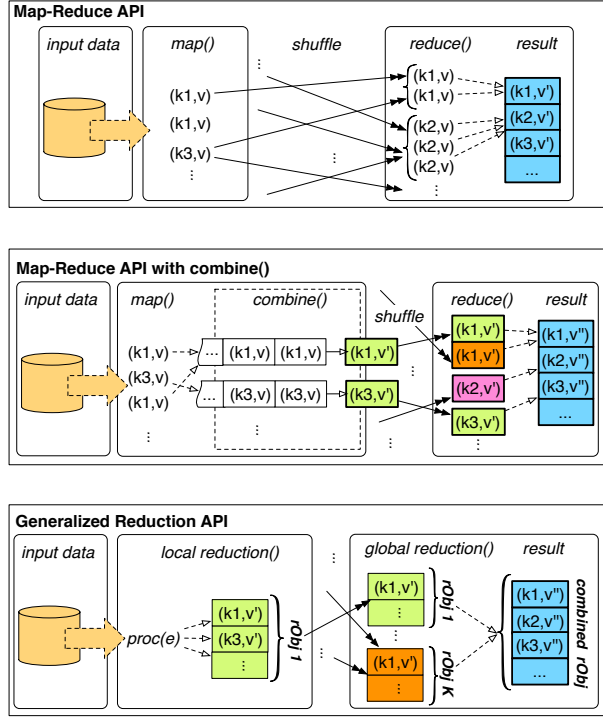 Map-Reduce API
input data map() shuffle reduce() result
(k1,v)
(k1,v)
(k3,v)
...
...
...
(k1,v)
(k1,v)
(k2,v)
(k2,v)
(k2,v)
...
(k1,v')
(k2,v')
(k3,v')
...
Map-Reduce API with combine()
input data map() combine() shuffle reduce() result
(k1,v)
(k3,v)
(k1,v)
...
... (k1,v) (k1,v) (k1,v')
... (k3,v) (k3,v) (k3,v')
...
...
...
(k1,v')
(k1,v')
(k2,v')
(k3,v')
...
(k1,v")
(k2,v")
(k3,v")
...
Generalized Reduction API
input data local reduction() global reduction() result
proc(e)
(k1,v')
(k3,v')
...
rObj 1
...
...
(k1,v')
...
rObj 1
...
(k1,v')
...
rObj K
(k1,v")
(k2,v")
(k3,v")
...
combined rObj